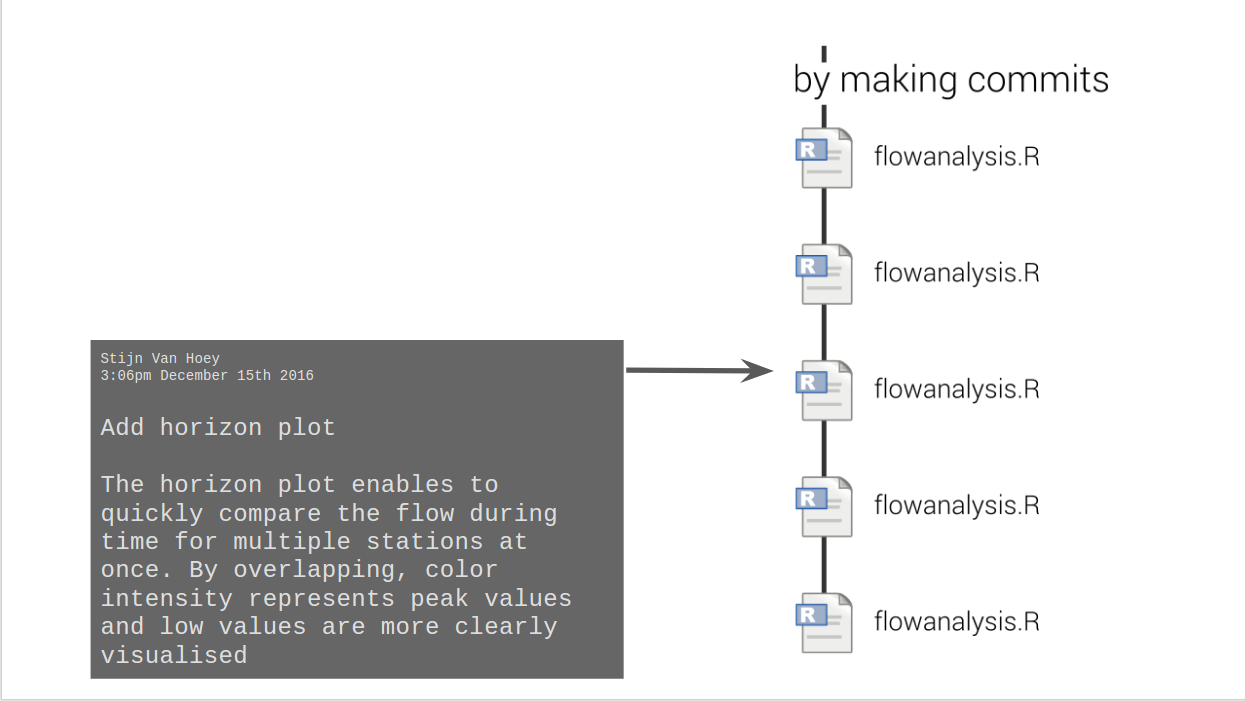 by making commits
R flowanalysis.R
R flowanalysis.R
Stijn Van Hoey
3:06pm December 15th 2016
Add horizon plot
The horizon plot enables to
quickly compare the flow during
time for multiple stations at
once. By overlapping, color
intensity represents peak values
and low values are more clearly
visualised
R flowanalysis.R
R flowanalysis.R
R flowanalysis.R